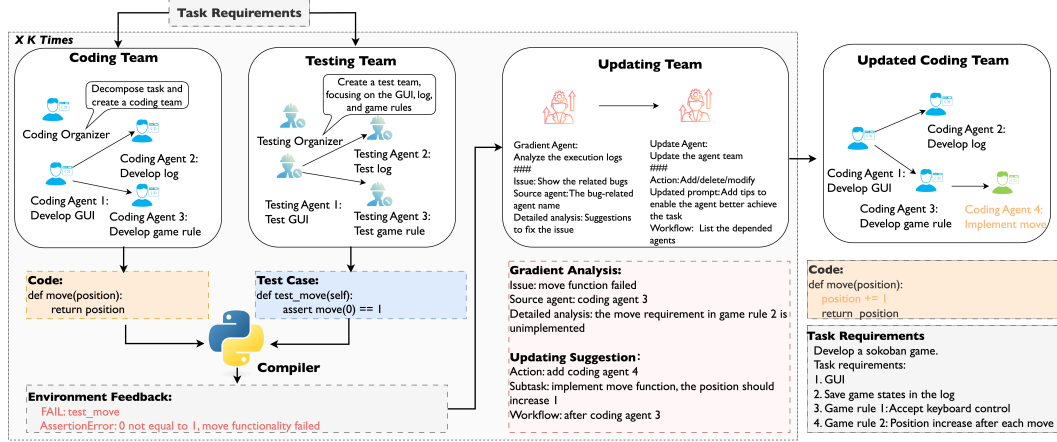 Task Requirements
X K Times
Coding Team
Decompose task and
create a coding team
Coding Organizer
Coding Agent 2:
Develop log
Coding Agent 1:
Develop GUI
Coding Agent 3:
Develop game rule
Testing Team
Create a test team,
focusing on the GUI, log,
and game rules
Testing Organizer
Testing Agent 2:
Test log
Testing Agent 1:
Test GUI
Testing Agent 3:
Test game rule
Updating Team
Gradient Agent:
Analyze the execution logs
###
Issue: Show the related bugs
Source agent: The bug-related
agent name
Detailed analysis: Suggestions
to fix the issue
Update Agent:
Update the agent team
###
Action: Add/delete/modify
Updated prompt: Add tips to
enable the agent better achieve
the task
Workflow: List the depended
agents
Updated Coding Team
Coding Agent 2:
Develop log
Coding Agent 1:
Develop GUI
Coding Agent 3:
Develop game rule
Coding Agent 4:
Implement move
Code:
def move(position):
return position
Test Case:
def test_move(self):
assert move(0) == 1
Compiler
Environment Feedback:
FAIL: test_move
AssertionError: 0 not equal to 1, move functionality failed
Gradient Analysis:
Issue: move function failed
Source agent: coding agent 3
Detailed analysis: the move requirement in game rule 2 is
unimplemented
Updating Suggestion:
Action: add coding agent 4
Subtask: implement move function, the position should
increase 1
Workflow: after coding agent 3
Code:
def move(position):
position += 1
return position
Task Requirements
Develop a sokoban game.
Task requirements:
1. GUI
2. Save game states in the log
3. Game rule 1: Accept keyboard control
4. Game rule 2: Position increase after each move